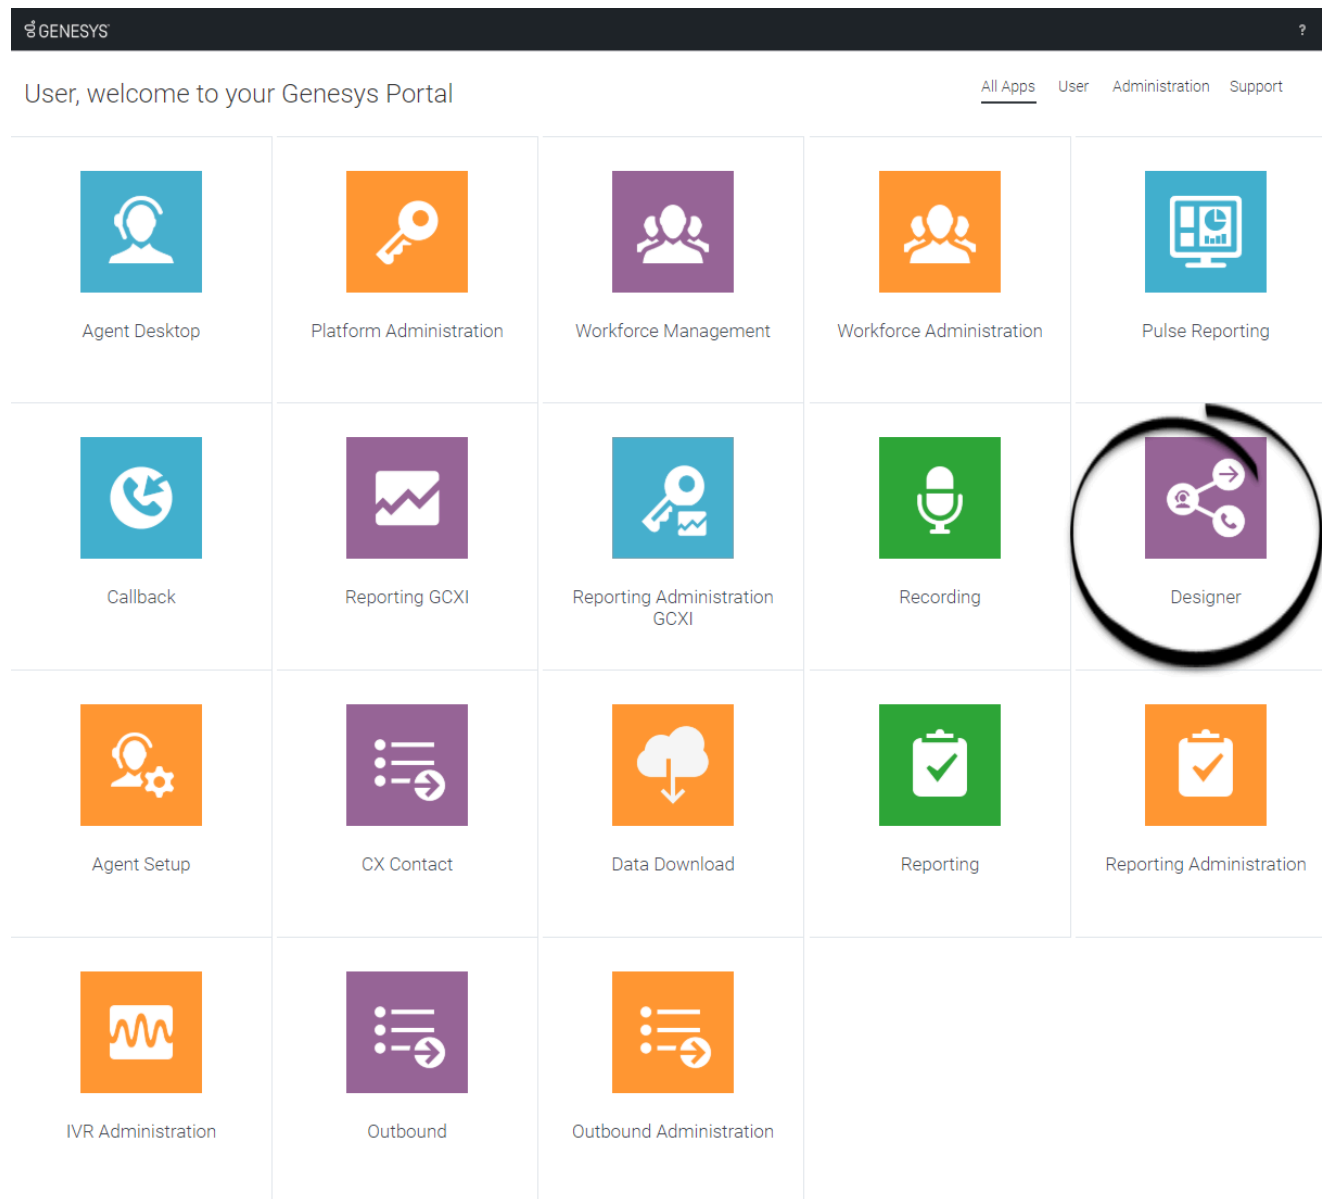 GENESYS
?
User, welcome to your Genesys Portal
All Apps User Administration Support
Agent Desktop
Platform Administration
Workforce Management
Workforce Administration
Pulse Reporting
Callback
Reporting GCXI
Reporting Administration
GCXI
Recording
Designer
Agent Setup
CX Contact
Data Download
Reporting
Reporting Administration
IVR Administration
Outbound
Outbound Administration